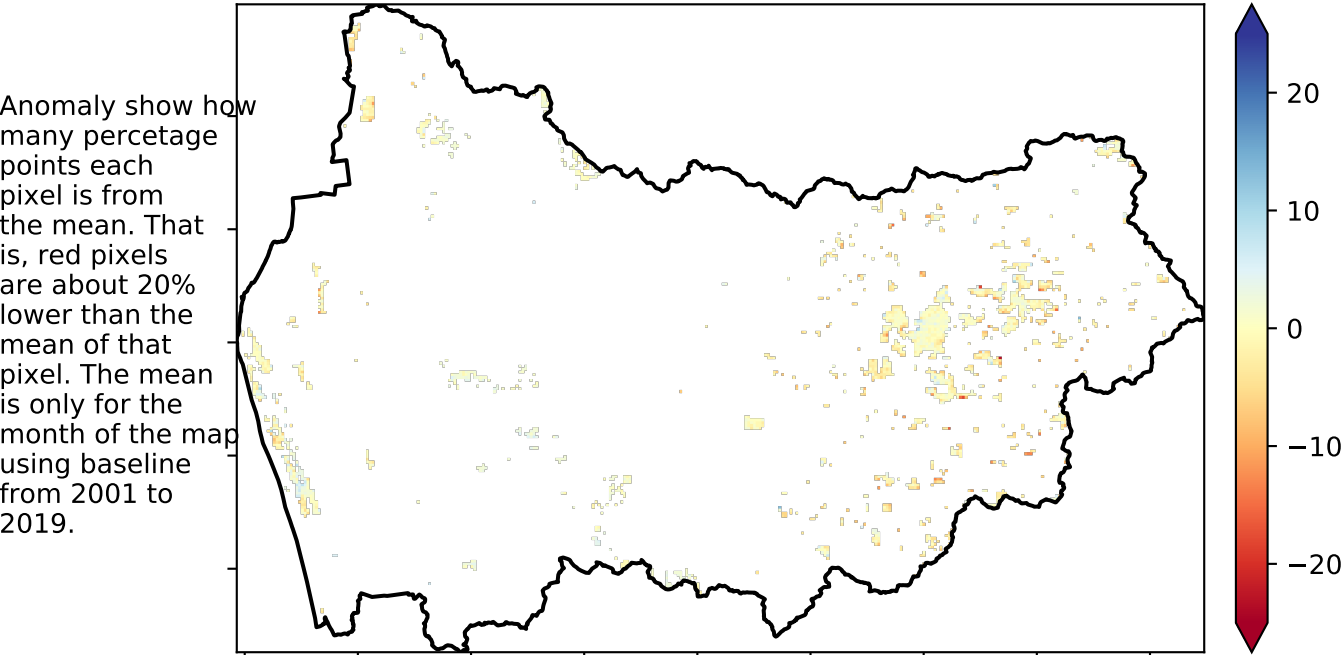 Anomaly show how
many percetage
points each
pixel is from
the mean. That
is, red pixels
are about 20%
lower than the
mean of that
pixel. The mean
is only for the
month of the map
using baseline
from 2001 to
2019.
20
10
0
−10
−20